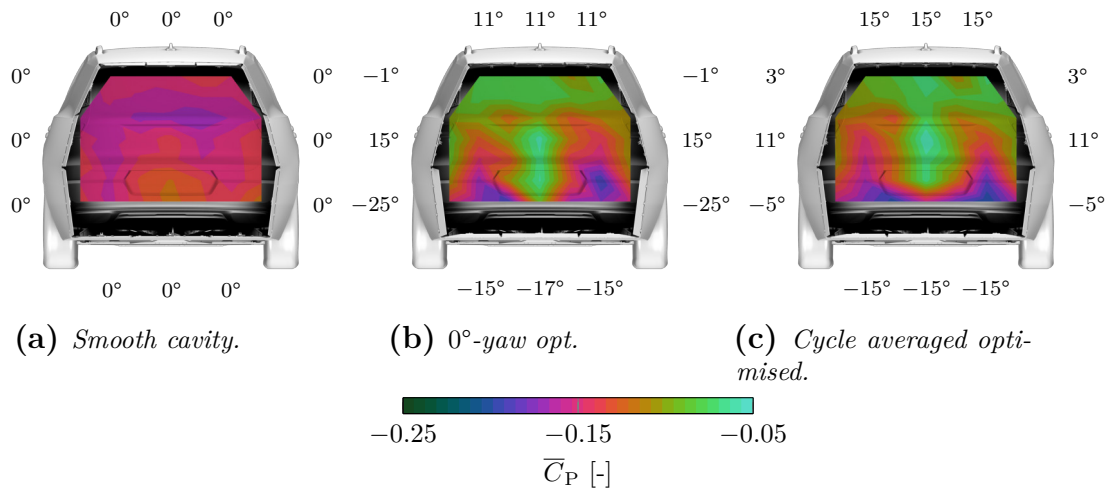 0° 0° 0° 11° 11° 11° 15° 15° 15°
0° 0° −1° −1° 3° 3°
0° 0° 15° 15° 11° 11°
0° 0° −25° −25° −5° −5°
0° 0° 0° −15° −17° −15° −15° −15° −15°
(a) Smooth cavity.
(b) 0°-yaw opt.
(c) Cycle averaged opti-
mised.
−0.25 −0.15 −0.05
C̅P [-]